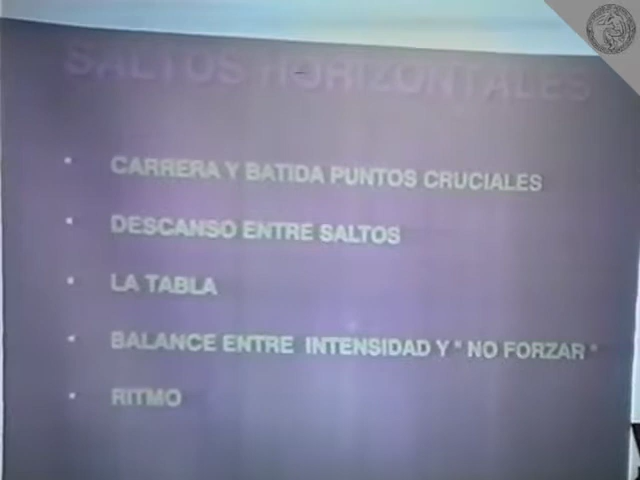 SALTOS HORIZONTALES
• CARRERA Y BATIDA PUNTOS CRUCIALES
• DESCANSO ENTRE SALTOS
• LA TABLA
• BALANCE ENTRE INTENSIDAD Y " NO FORZAR "
• RITMO